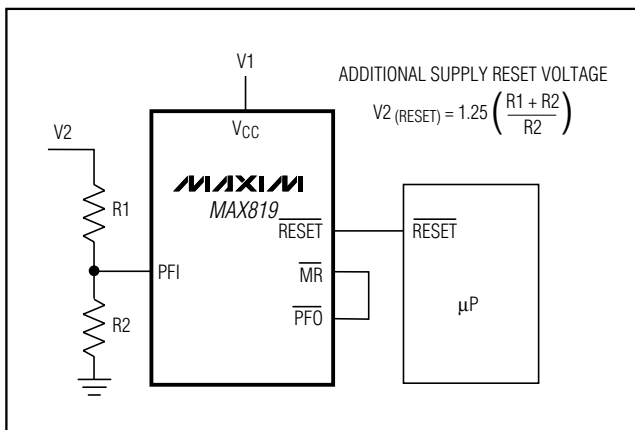 V1
ADDITIONAL SUPPLY RESET VOLTAGE
V2 (RESET) = 1.25 ( R1 + R2 / R2 )
VCC
V2
MAXIM
MAX819
R1
RESET
RESET
PFI
MR
µP
R2
PFO